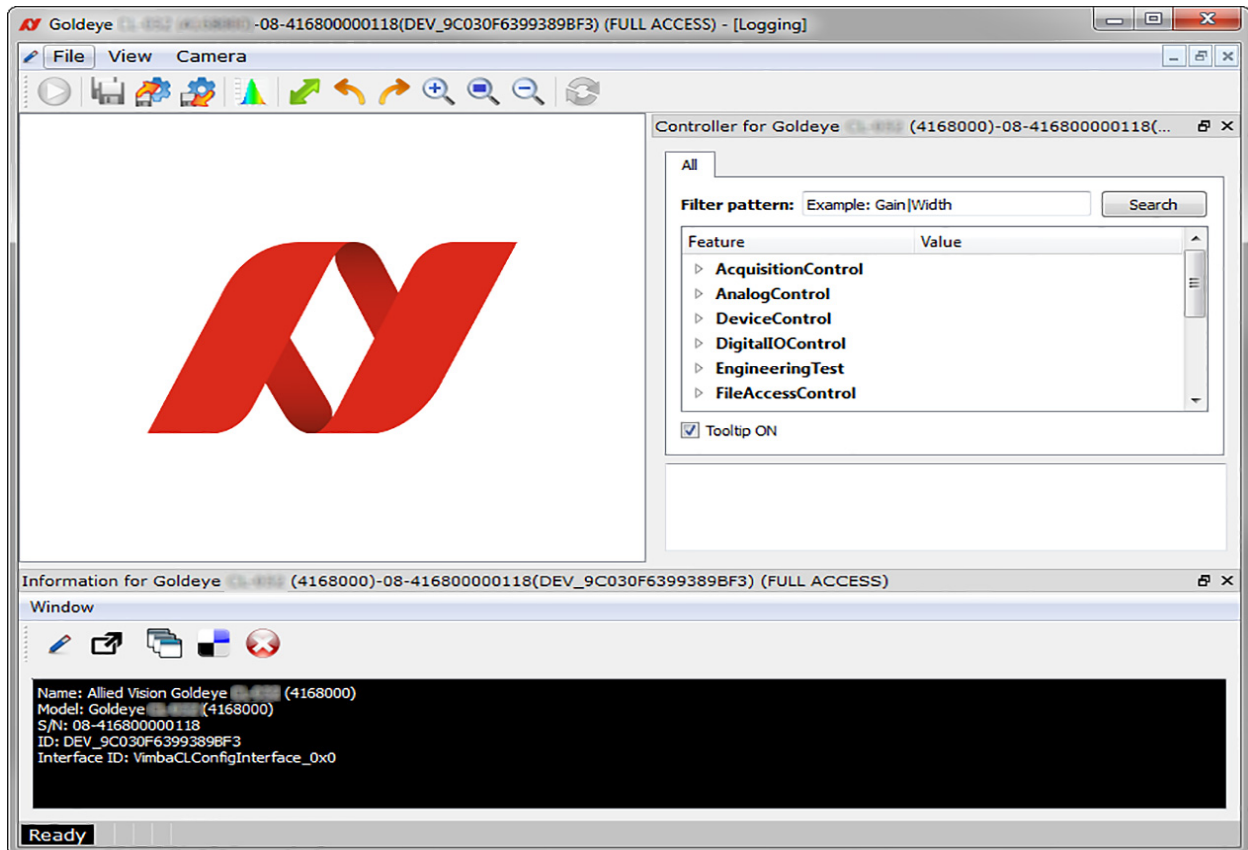 Goldeye -08-416800000118(DEV_9C030F6399389BF3) (FULL ACCESS) - [Logging]
File View Camera
Controller for Goldeye (4168000)-08-416800000118(...
All
Filter pattern: Example: Gain|Width Search
Feature Value
AcquisitionControl
AnalogControl
DeviceControl
DigitalIOControl
EngineeringTest
FileAccessControl
Tooltip ON
Information for Goldeye (4168000)-08-416800000118(DEV_9C030F6399389BF3) (FULL ACCESS)
Window
Name: Allied Vision Goldeye (4168000)
Model: Goldeye (4168000)
S/N: 08-416800000118
ID: DEV_9C030F6399389BF3
Interface ID: VimbaCLConfigInterface_0x0
Ready